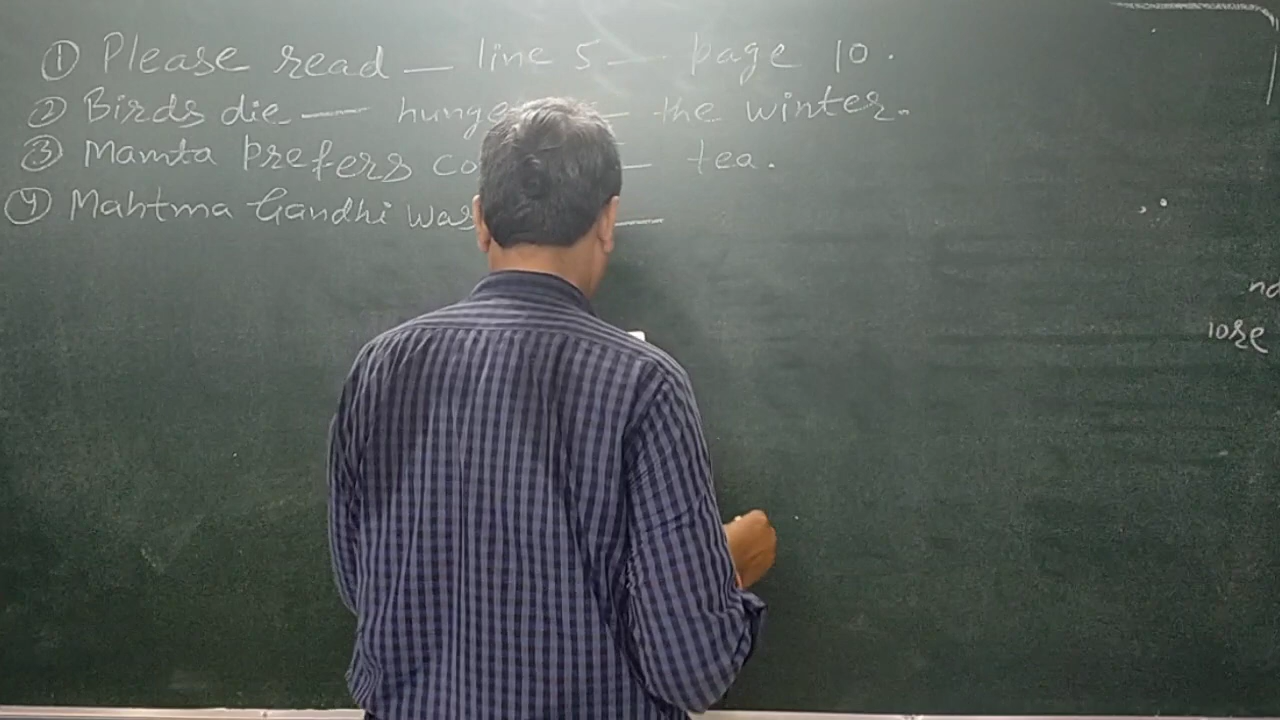 ① Please read — line 5 — page 10.
② Birds die — hunge — the winter.
③ Mamta prefers co — tea.
④ Mahtma Gandhi was —